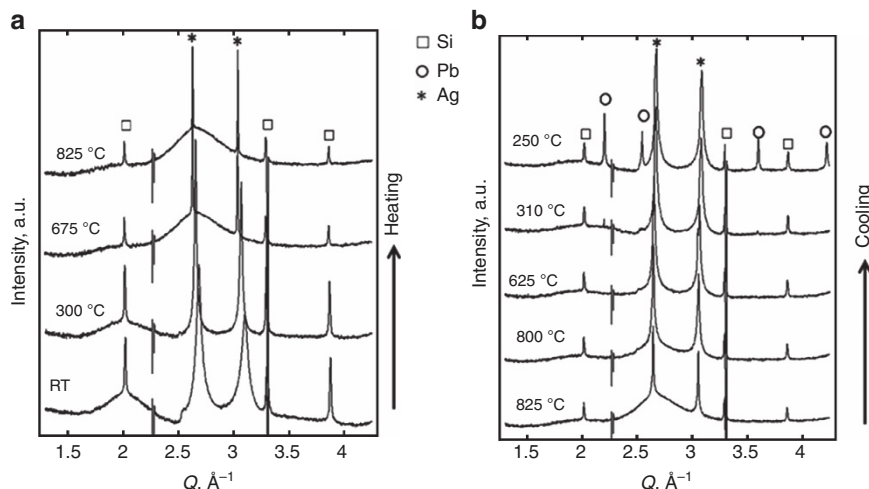 a
b
□ Si
○ Pb
* Ag
Intensity, a.u.
825 °C
675 °C
300 °C
RT
Heating
1.5 2 2.5 3 3.5 4
Q, Å⁻¹
Intensity, a.u.
250 °C
310 °C
625 °C
800 °C
825 °C
Cooling
1.5 2 2.5 3 3.5 4
Q, Å⁻¹